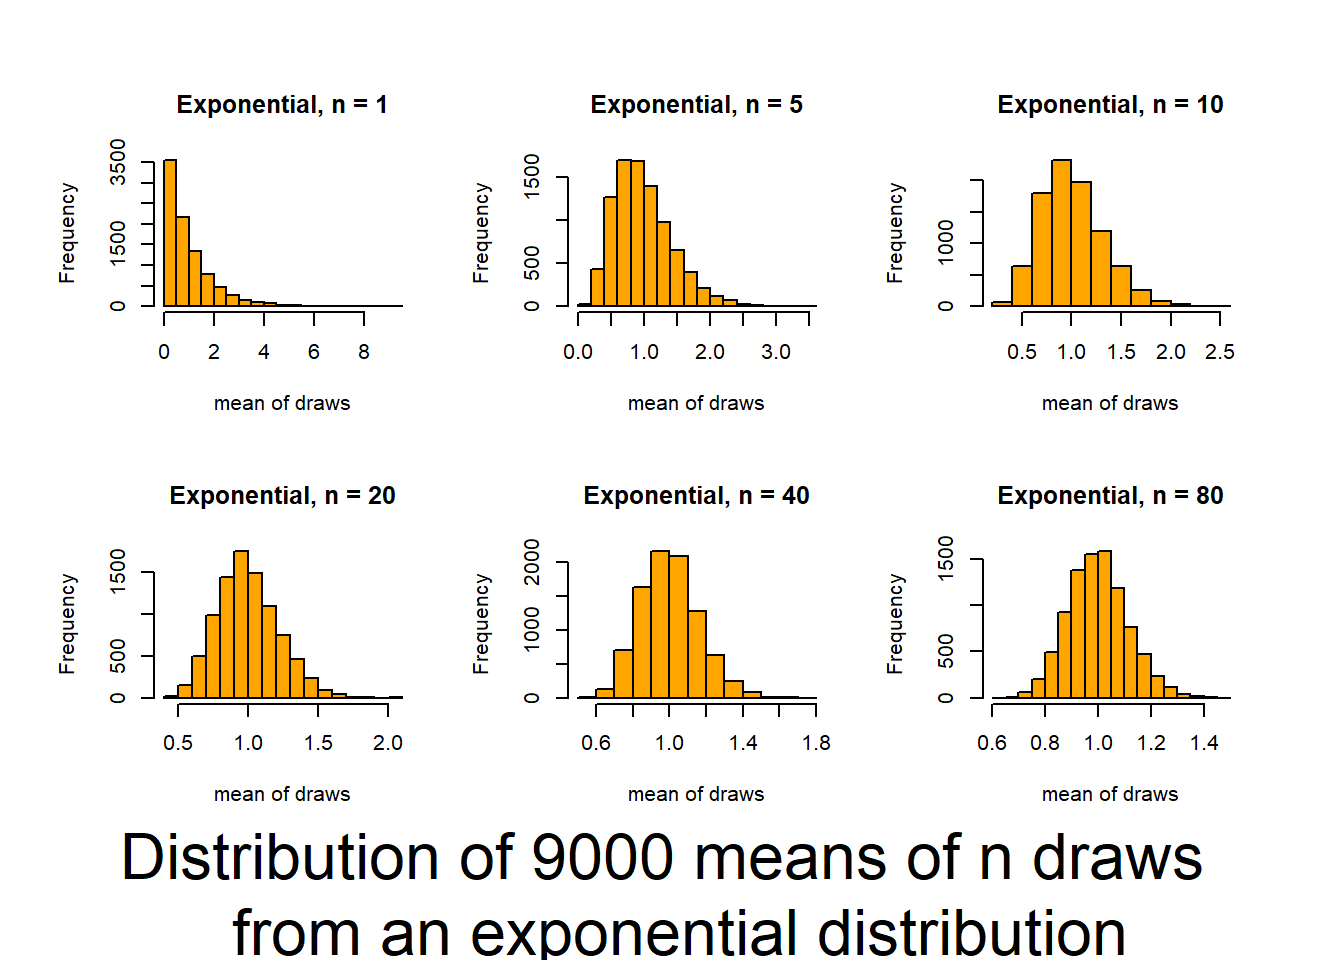 Exponential, n = 1
Frequency
0 1500 3500
0 2 4 6 8
mean of draws
Exponential, n = 5
Frequency
0 500 1500
0.0 1.0 2.0 3.0
mean of draws
Exponential, n = 10
Frequency
0 1000
0.5 1.0 1.5 2.0 2.5
mean of draws
Exponential, n = 20
Frequency
0 500 1500
0.5 1.0 1.5 2.0
mean of draws
Exponential, n = 40
Frequency
0 1000 2000
0.6 1.0 1.4 1.8
mean of draws
Exponential, n = 80
Frequency
0 500 1500
0.6 0.8 1.0 1.2 1.4
mean of draws
Distribution of 9000 means of n draws
from an exponential distribution